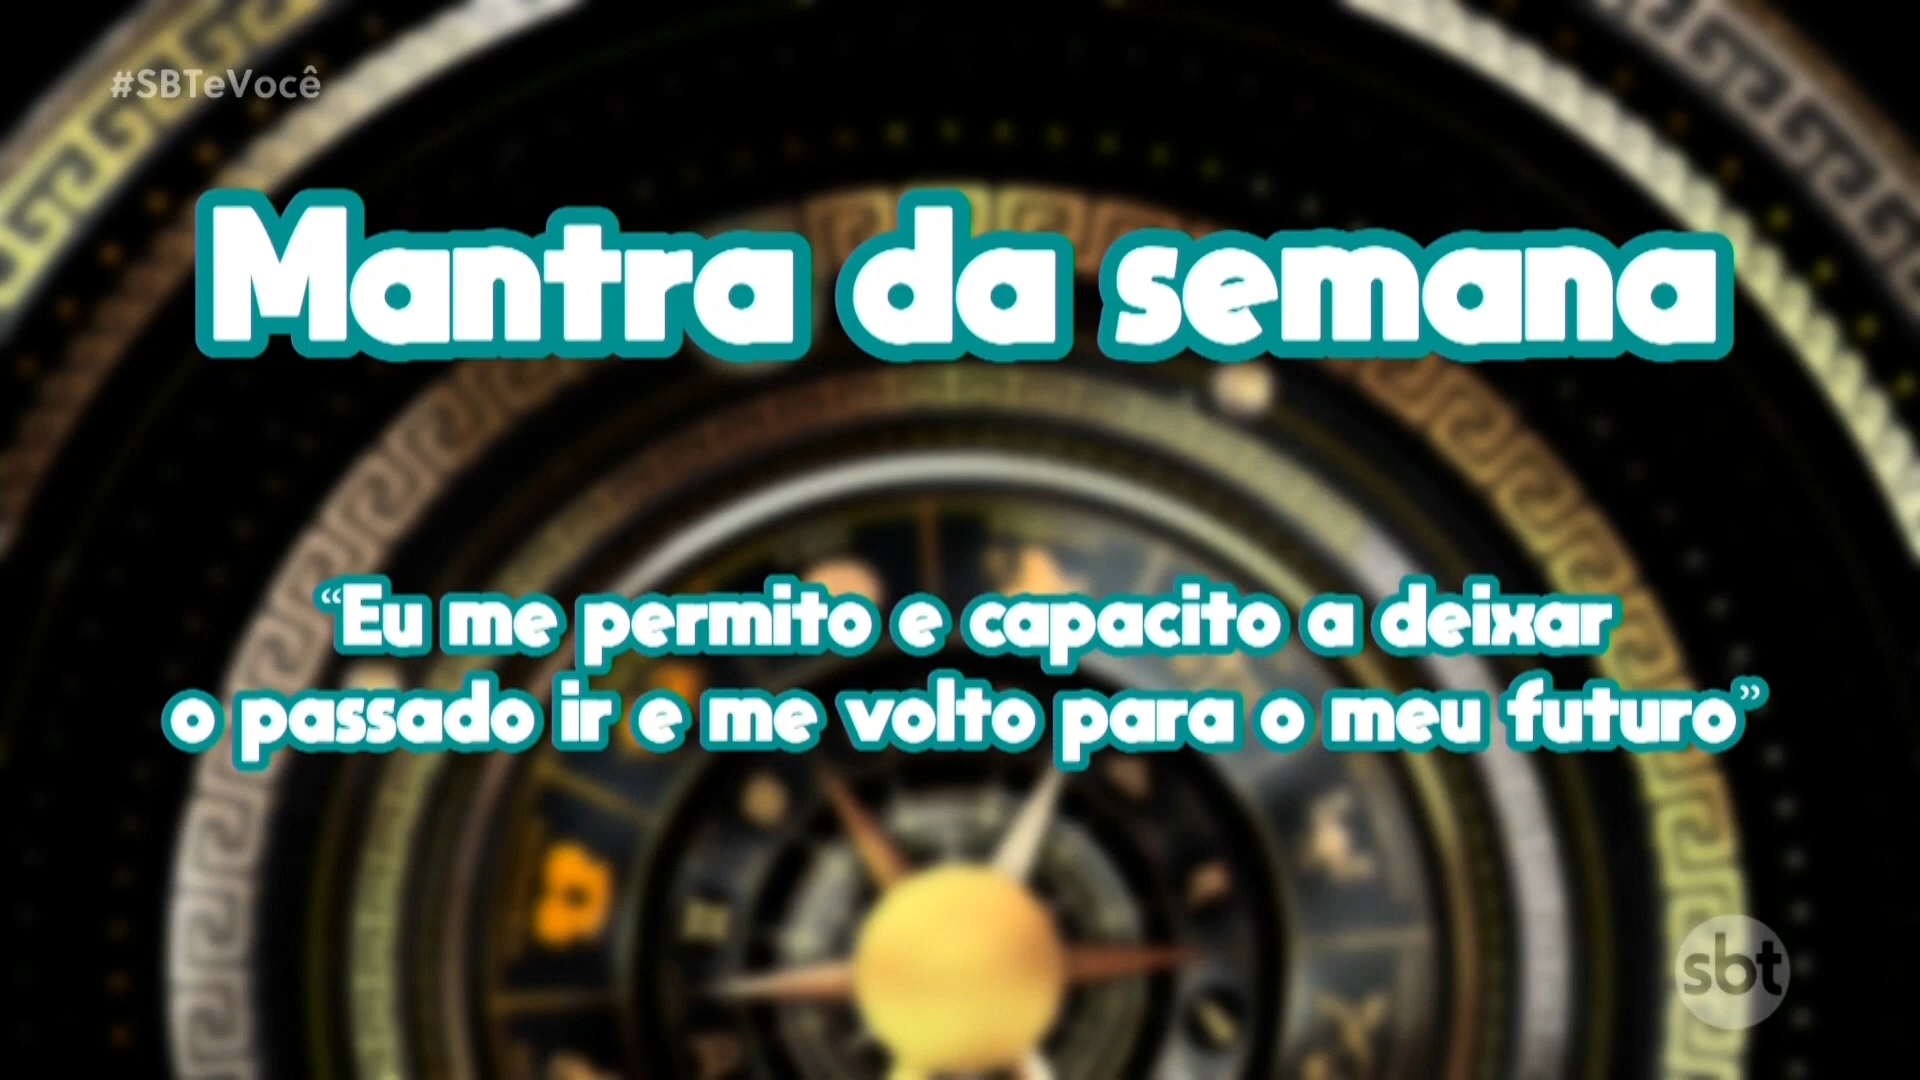 #SBTeVocê
Mantra da semana
“Eu me permito e capacito a deixar
o passado ir e me volto para o meu futuro”
sbt